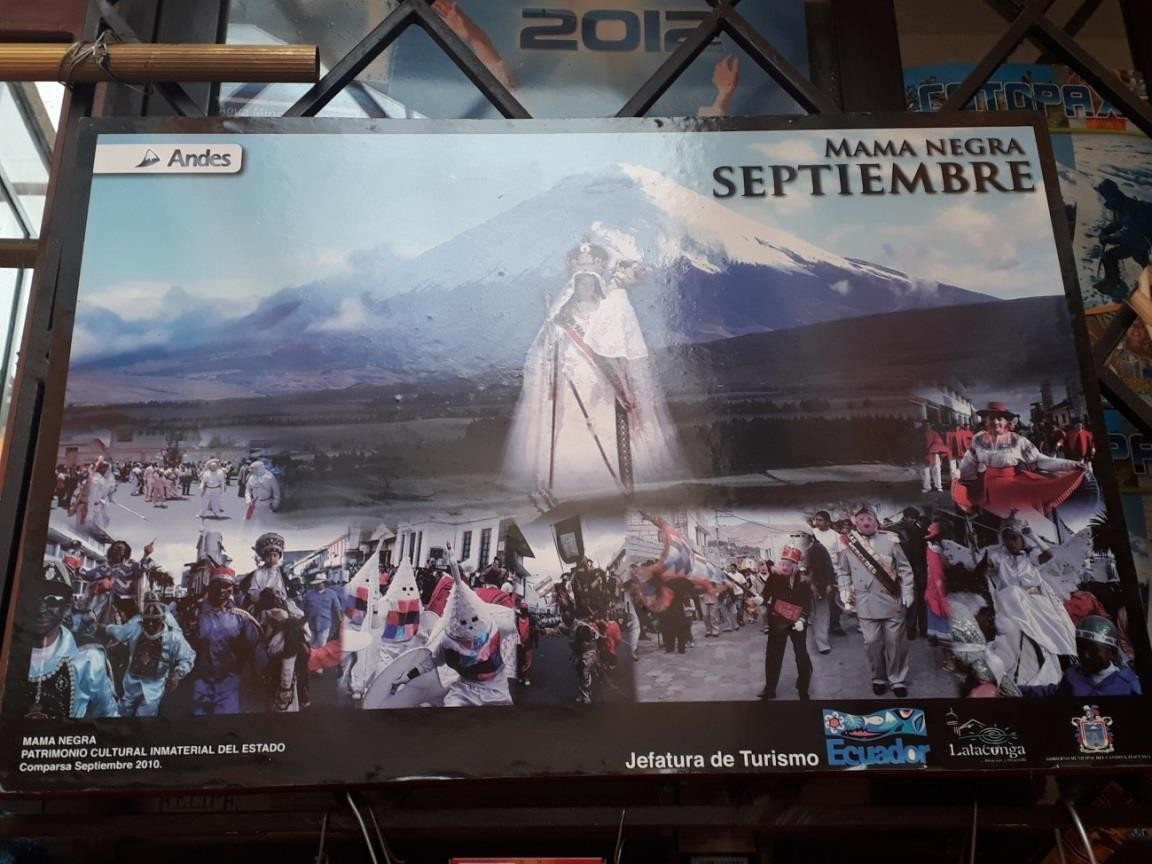 2012
COTOPAX
Andes
MAMA NEGRA
SEPTIEMBRE
MAMA NEGRA
PATRIMONIO CULTURAL INMATERIAL DEL ESTADO
Comparsa Septiembre 2010.
Jefatura de Turismo
Ecuador
Latacunga
FELIPE